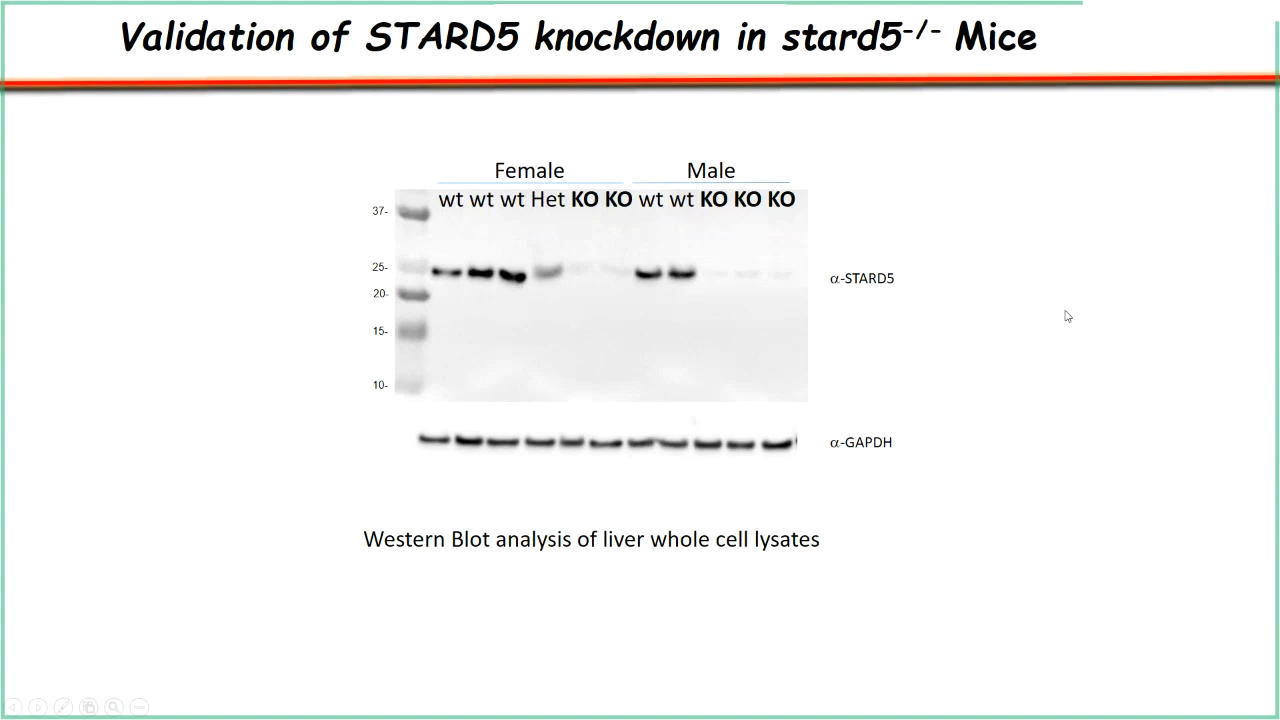 Validation of STARD5 knockdown in stard5-/- Mice
Female Male
wt wt wt Het KO KO wt wt KO KO KO
37-
25-
α-STARD5
20-
15-
10-
α-GAPDH
Western Blot analysis of liver whole cell lysates